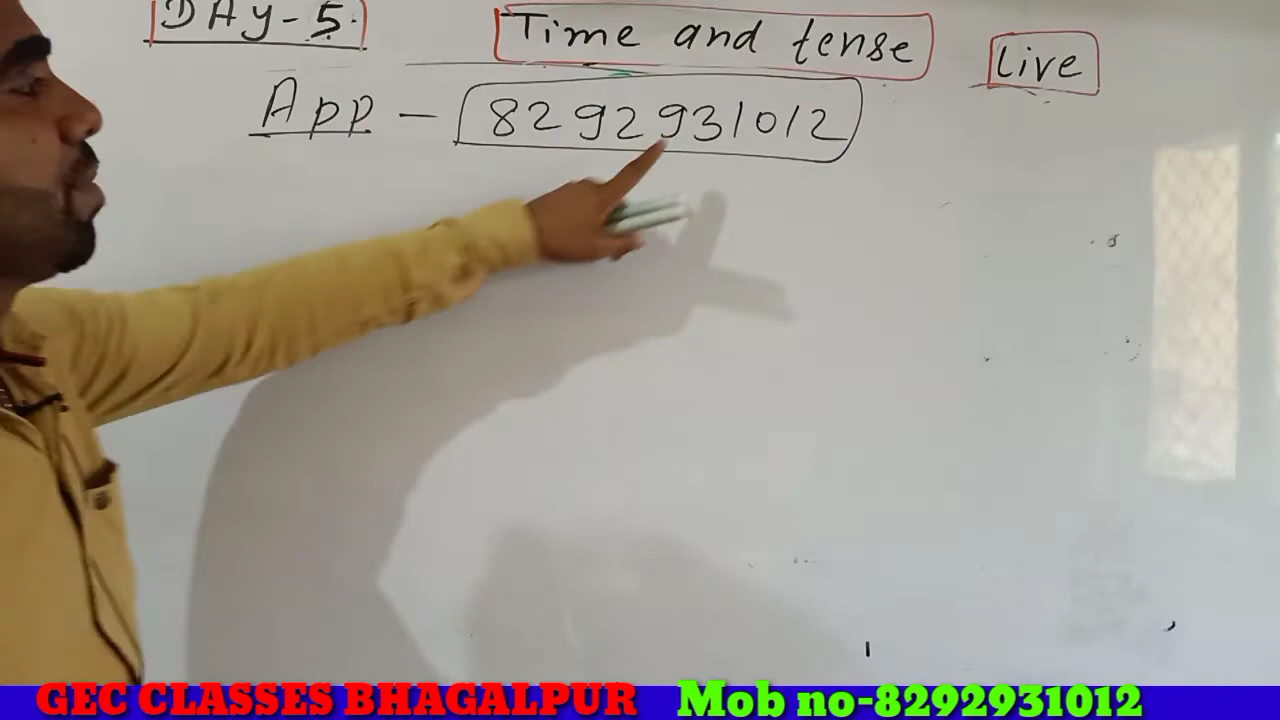 DAY-5.
Time and tense
Live
App - 8292931012
GEC CLASSES BHAGALPUR Mob no-8292931012